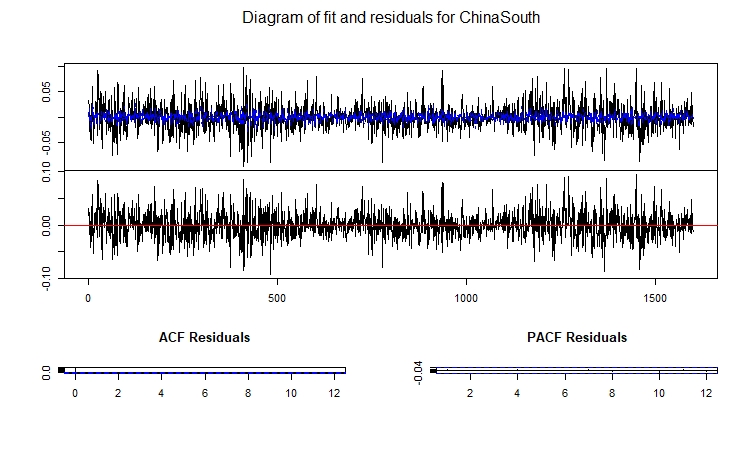 Diagram of fit and residuals for ChinaSouth
0.05
-0.05
-0.10
0.10
0.00
-0.10
0 500 1000 1500
ACF Residuals PACF Residuals
0.0
-0.04
0 2 4 6 8 10 12 2 4 6 8 10 12